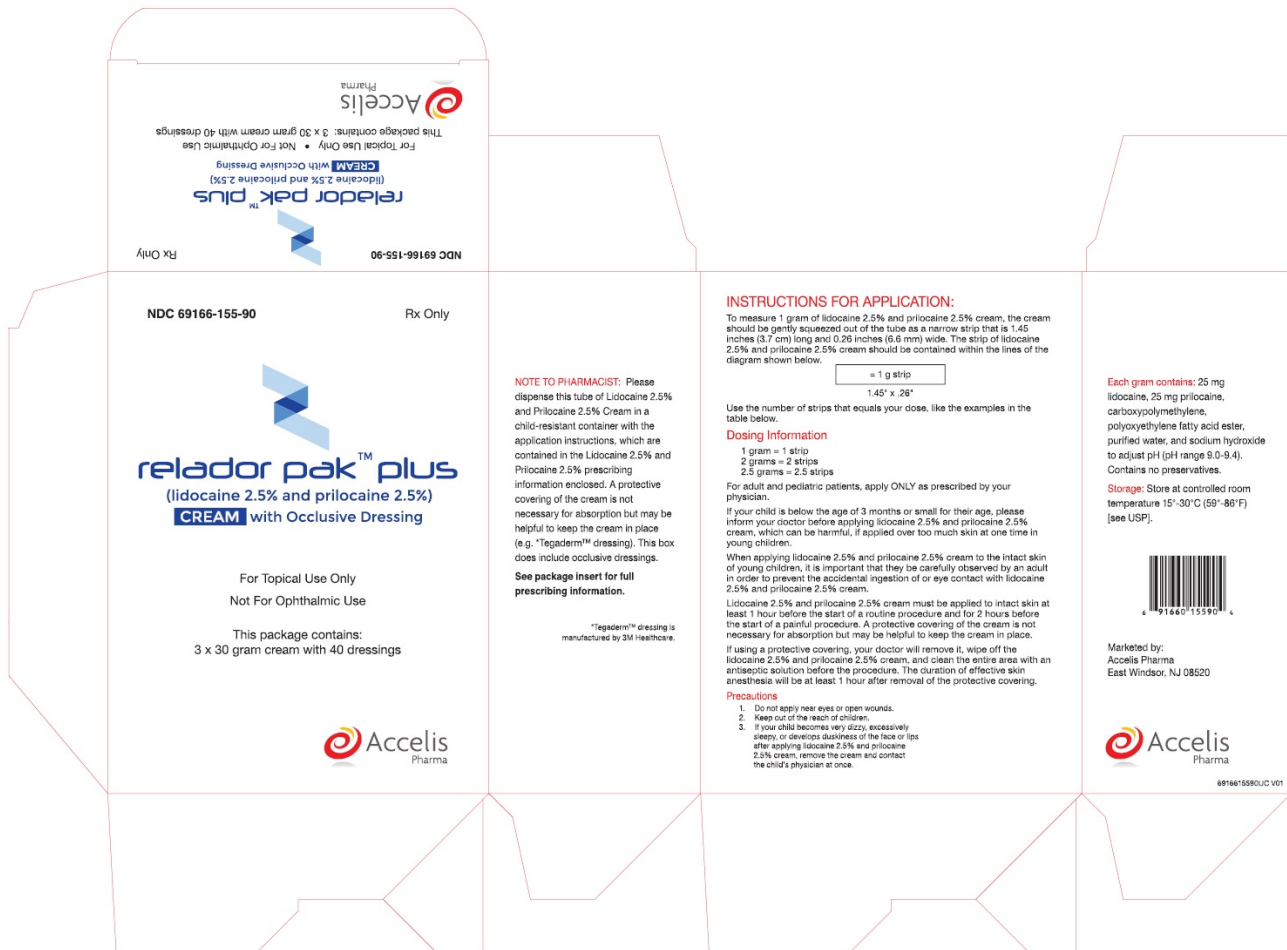 NDC 69166-155-90
Rx Only
relador pak™ plus
(lidocaine 2.5% and prilocaine 2.5%)
CREAM with Occlusive Dressing
For Topical Use Only • Not For Ophthalmic Use
This package contains: 3 x 30 gram cream with 40 dressings
Accelis
Pharma
NDC 69166-155-90
Rx Only
relador pak™ plus
(lidocaine 2.5% and prilocaine 2.5%)
CREAM with Occlusive Dressing
For Topical Use Only
Not For Ophthalmic Use
This package contains:
3 x 30 gram cream with 40 dressings
Accelis
Pharma
NOTE TO PHARMACIST: Please
dispense this tube of Lidocaine 2.5%
and Prilocaine 2.5% Cream in a
child-resistant container with the
application instructions, which are
contained in the Lidocaine 2.5% and
Prilocaine 2.5% prescribing
information enclosed. A protective
covering of the cream is not
necessary for absorption but may be
helpful to keep the cream in place
(e.g. *Tegaderm™ dressing). This box
does include occlusive dressings.
See package insert for full
prescribing information.
*Tegaderm™ dressing is
manufactured by 3M Healthcare.
INSTRUCTIONS FOR APPLICATION:
To measure 1 gram of lidocaine 2.5% and prilocaine 2.5% cream, the cream
should be gently squeezed out of the tube as a narrow strip that is 1.45
inches (3.7 cm) long and 0.26 inches (6.6 mm) wide. The strip of lidocaine
2.5% and prilocaine 2.5% cream should be contained within the lines of the
diagram shown below.
= 1 g strip
1.45" x .26"
Use the number of strips that equals your dose, like the examples in the
table below.
Dosing Information
1 gram = 1 strip
2 grams = 2 strips
2.5 grams = 2.5 strips
For adult and pediatric patients, apply ONLY as prescribed by your
physician.
If your child is below the age of 3 months or small for their age, please
inform your doctor before applying lidocaine 2.5% and prilocaine 2.5%
cream, which can be harmful, if applied over too much skin at one time in
young children.
When applying lidocaine 2.5% and prilocaine 2.5% cream to the intact skin
of young children, it is important that they be carefully observed by an adult
in order to prevent the accidental ingestion of or eye contact with lidocaine
2.5% and prilocaine 2.5% cream.
Lidocaine 2.5% and prilocaine 2.5% cream must be applied to intact skin at
least 1 hour before the start of a routine procedure and for 2 hours before
the start of a painful procedure. A protective covering of the cream is not
necessary for absorption but may be helpful to keep the cream in place.
If using a protective covering, your doctor will remove it, wipe off the
lidocaine 2.5% and prilocaine 2.5% cream, and clean the entire area with an
antiseptic solution before the procedure. The duration of effective skin
anesthesia will be at least 1 hour after removal of the protective covering.
Precautions
1. Do not apply near eyes or open wounds.
2. Keep out of the reach of children.
3. If your child becomes very dizzy, excessively
sleepy, or develops duskiness of the face or lips
after applying lidocaine 2.5% and prilocaine
2.5% cream, remove the cream and contact
the child's physician at once.
Each gram contains: 25 mg
lidocaine, 25 mg prilocaine,
carboxypolymethylene,
polyoxyethylene fatty acid ester,
purified water, and sodium hydroxide
to adjust pH (pH range 9.0-9.4).
Contains no preservatives.
Storage: Store at controlled room
temperature 15°-30°C (59°-86°F)
[see USP].
6 91660 15590 4
Marketed by:
Accelis Pharma
East Windsor, NJ 08520
Accelis
Pharma
6916615590UC V01